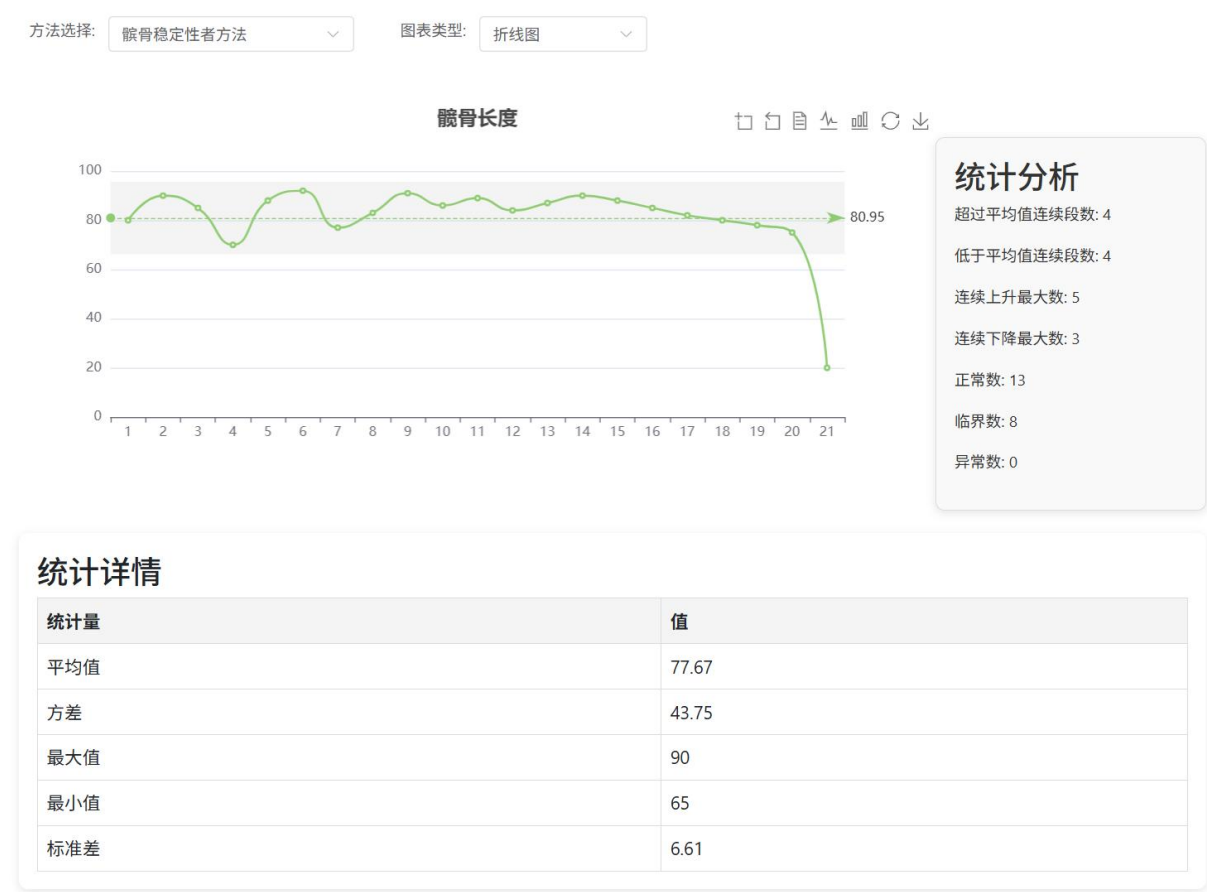 方法选择: 髌骨稳定性者方法 图表类型: 折线图
髌骨长度
100
80
60
40
20
0
80.95
1 2 3 4 5 6 7 8 9 10 11 12 13 14 15 16 17 18 19 20 21
统计分析
超过平均值连续段数: 4
低于平均值连续段数: 4
连续上升最大数: 5
连续下降最大数: 3
正常数: 13
临界数: 8
异常数: 0
统计详情
统计量 值
平均值 77.67
方差 43.75
最大值 90
最小值 65
标准差 6.61